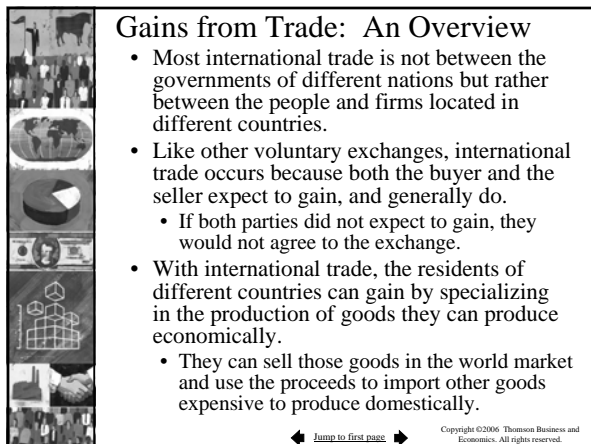 Gains from Trade: An Overview
• Most international trade is not between the
governments of different nations but rather
between the people and firms located in
different countries.
• Like other voluntary exchanges, international
trade occurs because both the buyer and the
seller expect to gain, and generally do.
• If both parties did not expect to gain, they
would not agree to the exchange.
• With international trade, the residents of
different countries can gain by specializing
in the production of goods they can produce
economically.
• They can sell those goods in the world market
and use the proceeds to import other goods
expensive to produce domestically.
Jump to first page
Copyright ©2006 Thomson Business and
Economics. All rights reserved.